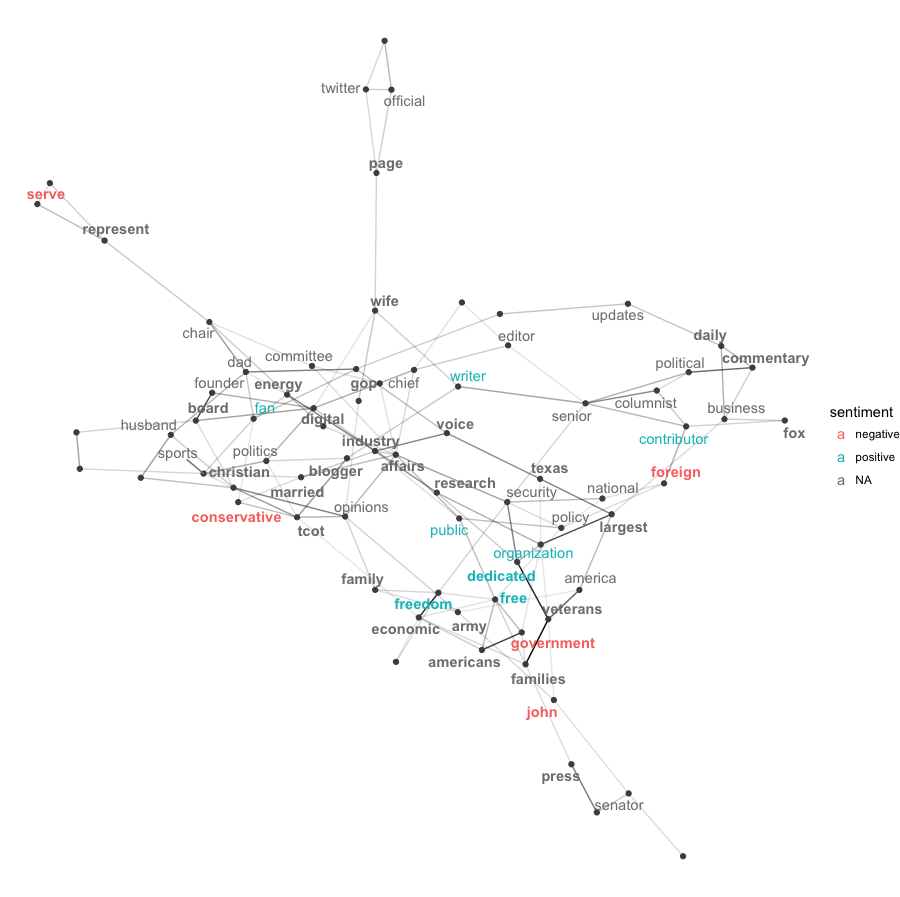 twitter
official
page
serve
represent
wife
updates
chair
editor
daily
committee
commentary
dad
political
founder
energy
gop
chief
writer
board
fan
columnist
business
senior
digital
husband
voice
contributor
fox
industry
sports
politics
christian
blogger
affairs
texas
foreign
married
research
security
national
opinions
conservative
tcot
public
policy
largest
organization
family
dedicated
america
freedom
free
veterans
economic
army
government
americans
families
john
press
senator
sentiment
a negative
a positive
a NA